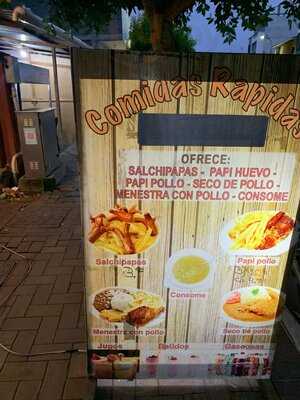 Comidas Rapidas
OFRECE:
SALCHIPAPAS - PAPI HUEVO -
PAPI POLLO - SECO DE POLLO -
MENESTRA CON POLLO - CONSOME
Salchipapas
Papi pollo
Consome
Menestra con pollo
Seco de pollo
Jugos
Batidos
Gaseosas